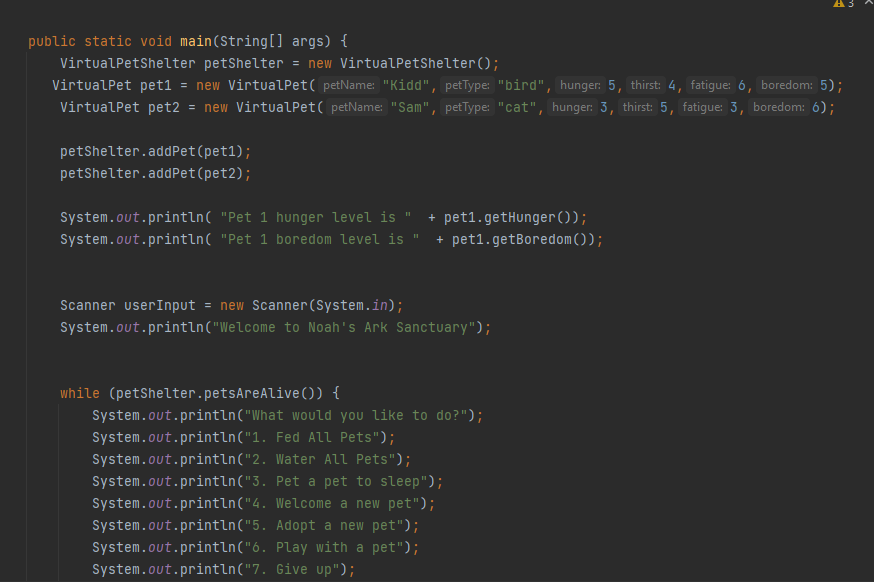 3
public static void main(String[] args) {
VirtualPetShelter petShelter = new VirtualPetShelter();
VirtualPet pet1 = new VirtualPet( petName: "Kidd", petType: "bird", hunger: 5, thirst: 4, fatigue: 6, boredom: 5);
VirtualPet pet2 = new VirtualPet( petName: "Sam", petType: "cat", hunger: 3, thirst: 5, fatigue: 3, boredom: 6);
petShelter.addPet(pet1);
petShelter.addPet(pet2);
System.out.println( "Pet 1 hunger level is "  + pet1.getHunger());
System.out.println( "Pet 1 boredom level is "  + pet1.getBoredom());
Scanner userInput = new Scanner(System.in);
System.out.println("Welcome to Noah's Ark Sanctuary");
while (petShelter.petsAreAlive()) {
System.out.println("What would you like to do?");
System.out.println("1. Fed All Pets");
System.out.println("2. Water All Pets");
System.out.println("3. Pet a pet to sleep");
System.out.println("4. Welcome a new pet");
System.out.println("5. Adopt a new pet");
System.out.println("6. Play with a pet");
System.out.println("7. Give up");